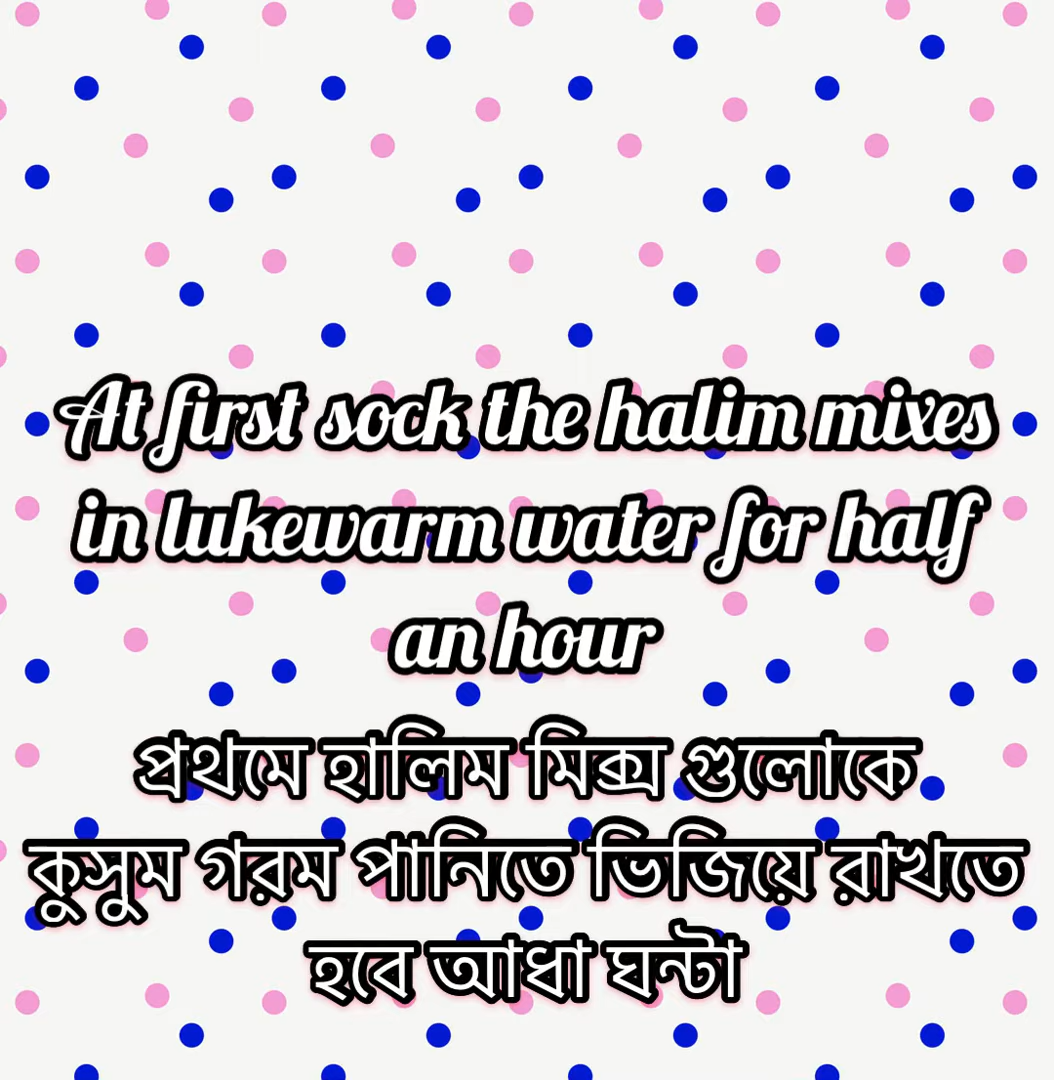 At first sock the halim mixes
in lukewarm water for half
an hour
প্রথমে হালিম মিক্স গুলোকে
কুসুম গরম পানিতে ভিজিয়ে রাখতে
হবে আধা ঘন্টা